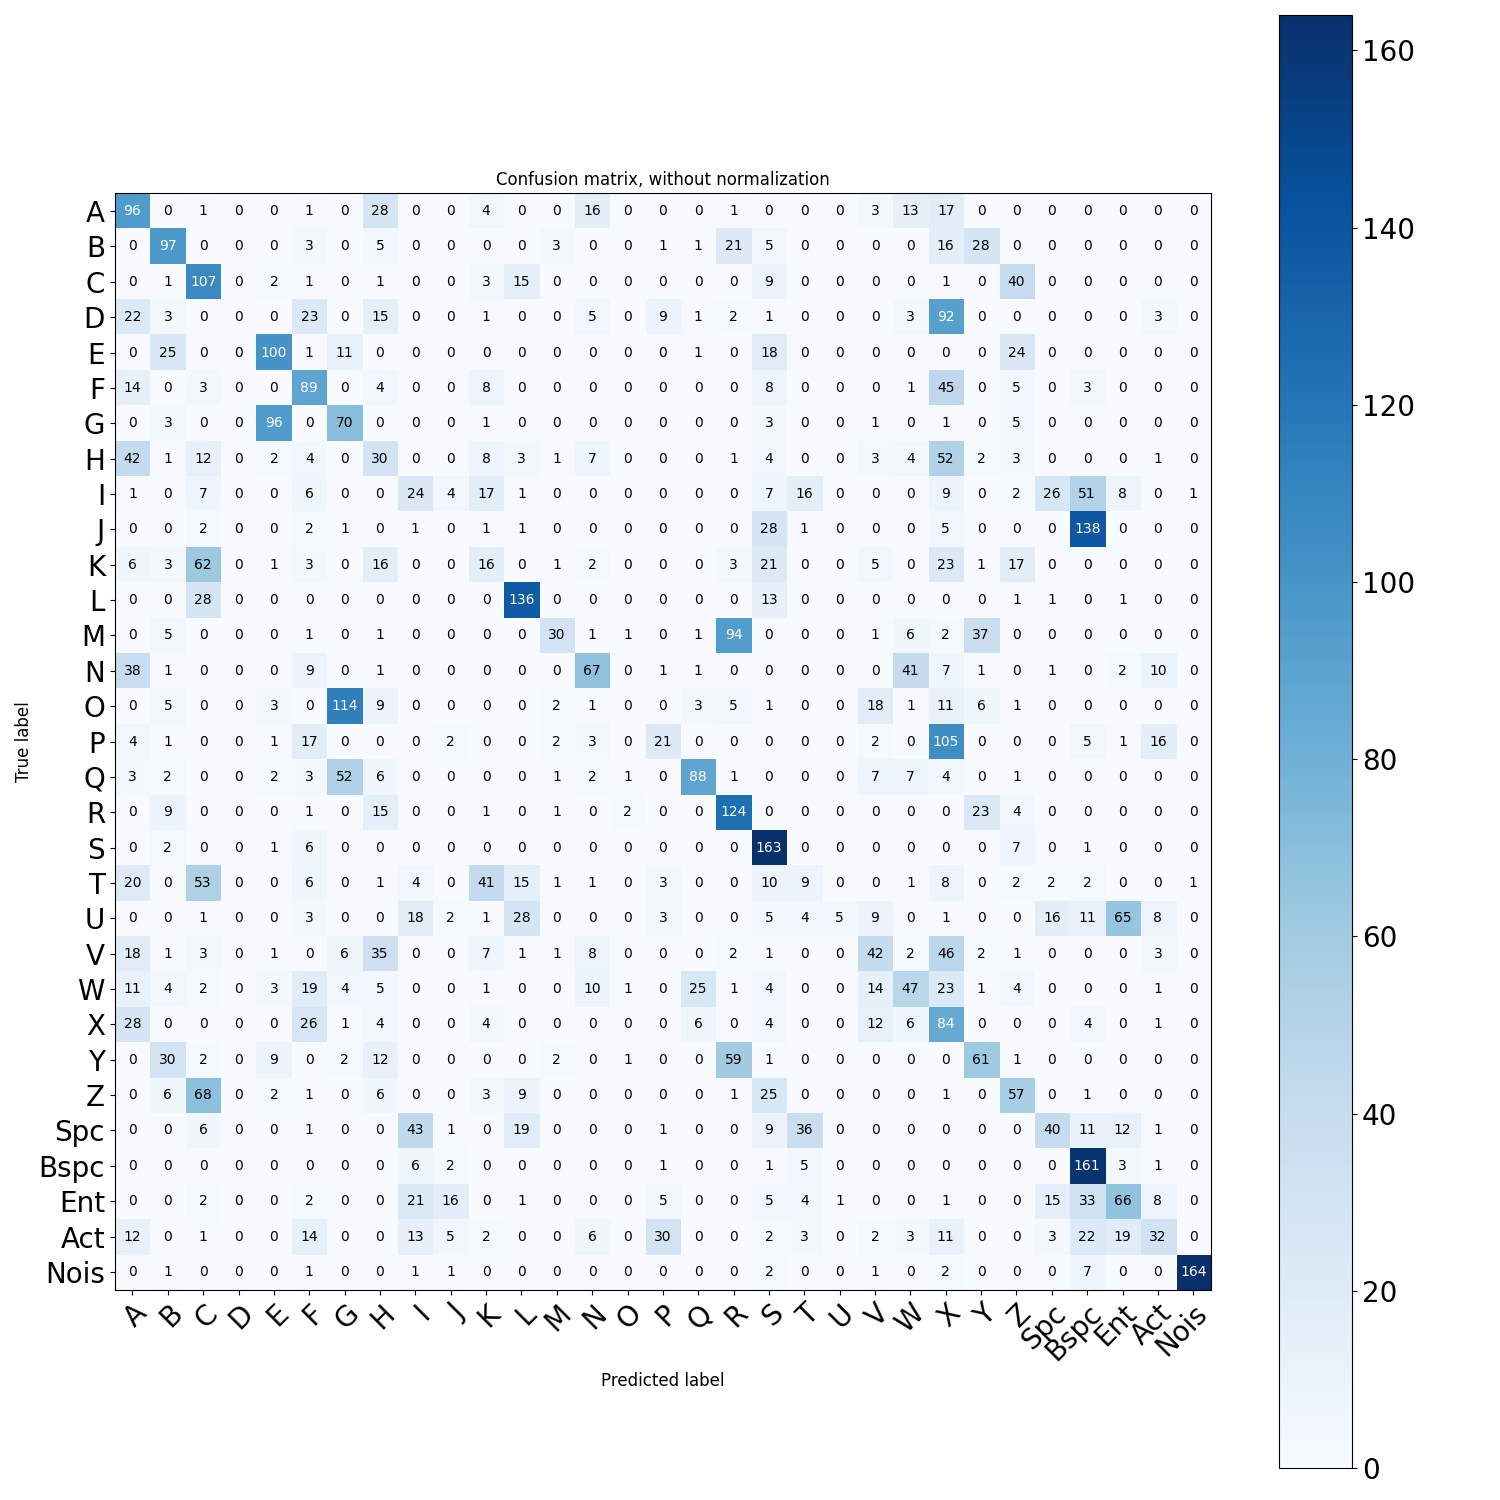 Confusion matrix, without normalization
A 96 0 1 0 0 1 0 28 0 0 4 0 0 16 0 0 0 1 0 0 0 3 13 17 0 0 0 0 0 0 0
B 0 97 0 0 0 3 0 5 0 0 0 0 3 0 0 1 1 21 5 0 0 0 0 16 28 0 0 0 0 0 0
C 0 1 107 0 2 1 0 1 0 0 3 15 0 0 0 0 0 0 9 0 0 0 0 1 0 40 0 0 0 0 0
D 22 3 0 0 0 23 0 15 0 0 1 0 0 5 0 9 1 2 1 0 0 0 3 92 0 0 0 0 0 3 0
E 0 25 0 0 100 1 11 0 0 0 0 0 0 0 0 0 1 0 18 0 0 0 0 0 0 24 0 0 0 0 0
F 14 0 3 0 0 89 0 4 0 0 8 0 0 0 0 0 0 0 8 0 0 0 1 45 0 5 0 3 0 0 0
G 0 3 0 0 96 0 70 0 0 0 1 0 0 0 0 0 0 0 3 0 0 1 0 1 0 5 0 0 0 0 0
H 42 1 12 0 2 4 0 30 0 0 8 3 1 7 0 0 0 1 4 0 0 3 4 52 2 3 0 0 0 1 0
I 1 0 7 0 0 6 0 0 24 4 17 1 0 0 0 0 0 0 7 16 0 0 0 9 0 2 26 51 8 0 1
J 0 0 2 0 0 2 1 0 1 0 1 1 0 0 0 0 0 0 28 1 0 0 0 5 0 0 0 138 0 0 0
K 6 3 62 0 1 3 0 16 0 0 16 0 1 2 0 0 0 3 21 0 0 5 0 23 1 17 0 0 0 0 0
L 0 0 28 0 0 0 0 0 0 0 0 136 0 0 0 0 0 0 13 0 0 0 0 0 0 1 1 0 1 0 0
M 0 5 0 0 0 1 0 1 0 0 0 0 30 1 1 0 1 94 0 0 0 1 6 2 37 0 0 0 0 0 0
N 38 1 0 0 0 9 0 1 0 0 0 0 0 67 0 1 1 0 0 0 0 0 41 7 1 0 1 0 2 10 0
O 0 5 0 0 3 0 114 9 0 0 0 0 2 1 0 0 3 5 1 0 0 18 1 11 6 1 0 0 0 0 0
P 4 1 0 0 1 17 0 0 0 2 0 0 2 3 0 21 0 0 0 0 0 2 0 105 0 0 0 5 1 16 0
Q 3 2 0 0 2 3 52 6 0 0 0 0 1 2 1 0 88 1 0 0 0 7 7 4 0 1 0 0 0 0 0
R 0 9 0 0 0 1 0 15 0 0 1 0 1 0 2 0 0 124 0 0 0 0 0 0 23 4 0 0 0 0 0
S 0 2 0 0 1 6 0 0 0 0 0 0 0 0 0 0 0 0 163 0 0 0 0 0 0 7 0 1 0 0 0
T 20 0 53 0 0 6 0 1 4 0 41 15 1 1 0 3 0 0 10 9 0 0 1 8 0 2 2 2 0 0 1
U 0 0 1 0 0 3 0 0 18 2 1 28 0 0 0 3 0 0 5 4 5 9 0 1 0 0 16 11 65 8 0
V 18 1 3 0 1 0 6 35 0 0 7 1 1 8 0 0 0 2 1 0 0 42 2 46 2 1 0 0 0 3 0
W 11 4 2 0 3 19 4 5 0 0 1 0 0 10 1 0 25 1 4 0 0 14 47 23 1 4 0 0 0 1 0
X 28 0 0 0 0 26 1 4 0 0 4 0 0 0 0 0 6 0 4 0 0 12 6 84 0 0 0 4 0 1 0
Y 0 30 2 0 9 0 2 12 0 0 0 0 2 0 1 0 0 59 1 0 0 0 0 0 61 1 0 0 0 0 0
Z 0 6 68 0 2 1 0 6 0 0 3 9 0 0 0 0 0 1 25 0 0 0 0 1 0 57 0 1 0 0 0
Spc 0 0 6 0 0 1 0 0 43 1 0 19 0 0 0 1 0 0 9 36 0 0 0 0 0 0 40 11 12 1 0
Bspc 0 0 0 0 0 0 0 0 6 2 0 0 0 0 0 1 0 0 1 5 0 0 0 0 0 0 0 161 3 1 0
Ent 0 0 2 0 0 2 0 0 21 16 0 1 0 0 0 5 0 0 5 4 1 0 0 1 0 0 15 33 66 8 0
Act 12 0 1 0 0 14 0 0 13 5 2 0 0 6 0 30 0 0 2 3 0 2 3 11 0 0 3 22 19 32 0
Nois 0 1 0 0 0 1 0 0 1 1 0 0 0 0 0 0 0 0 2 0 0 1 0 2 0 0 0 7 0 0 164
A B C D E F G H I J K L M N O P Q R S T U V W X Y Z Spc Bspc Ent Act Nois
Predicted label
True label
160
140
120
100
80
60
40
20
0